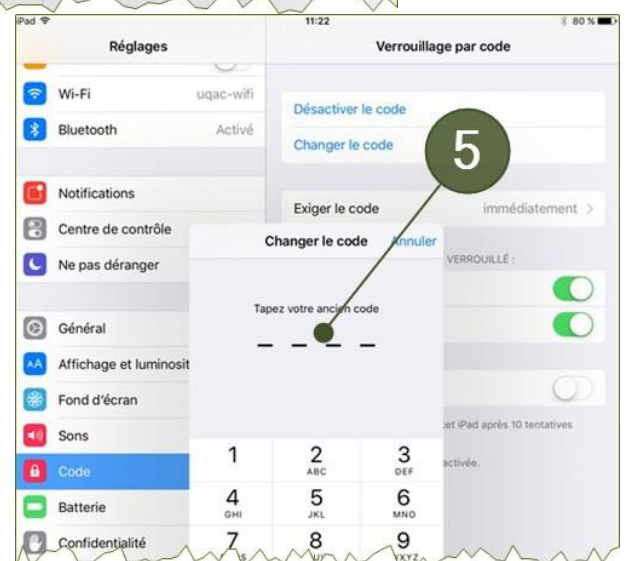 iPad 11:22 80 %
Réglages
Verrouillage par code
Wi-Fi uqac-wifi
Bluetooth Activé
Notifications
Centre de contrôle
Ne pas déranger
Général
Affichage et luminosit
Fond d'écran
Sons
Code
Batterie
Confidentialité
Désactiver le code
Changer le code
5
Exiger le code immédiatement
VERROUILLÉ :
cet iPad après 10 tentatives
activée.
Changer le code Annuler
Tapez votre ancien code
1 2 3
ABC DEF
4 5 6
GHI JKL MNO
7 8 9